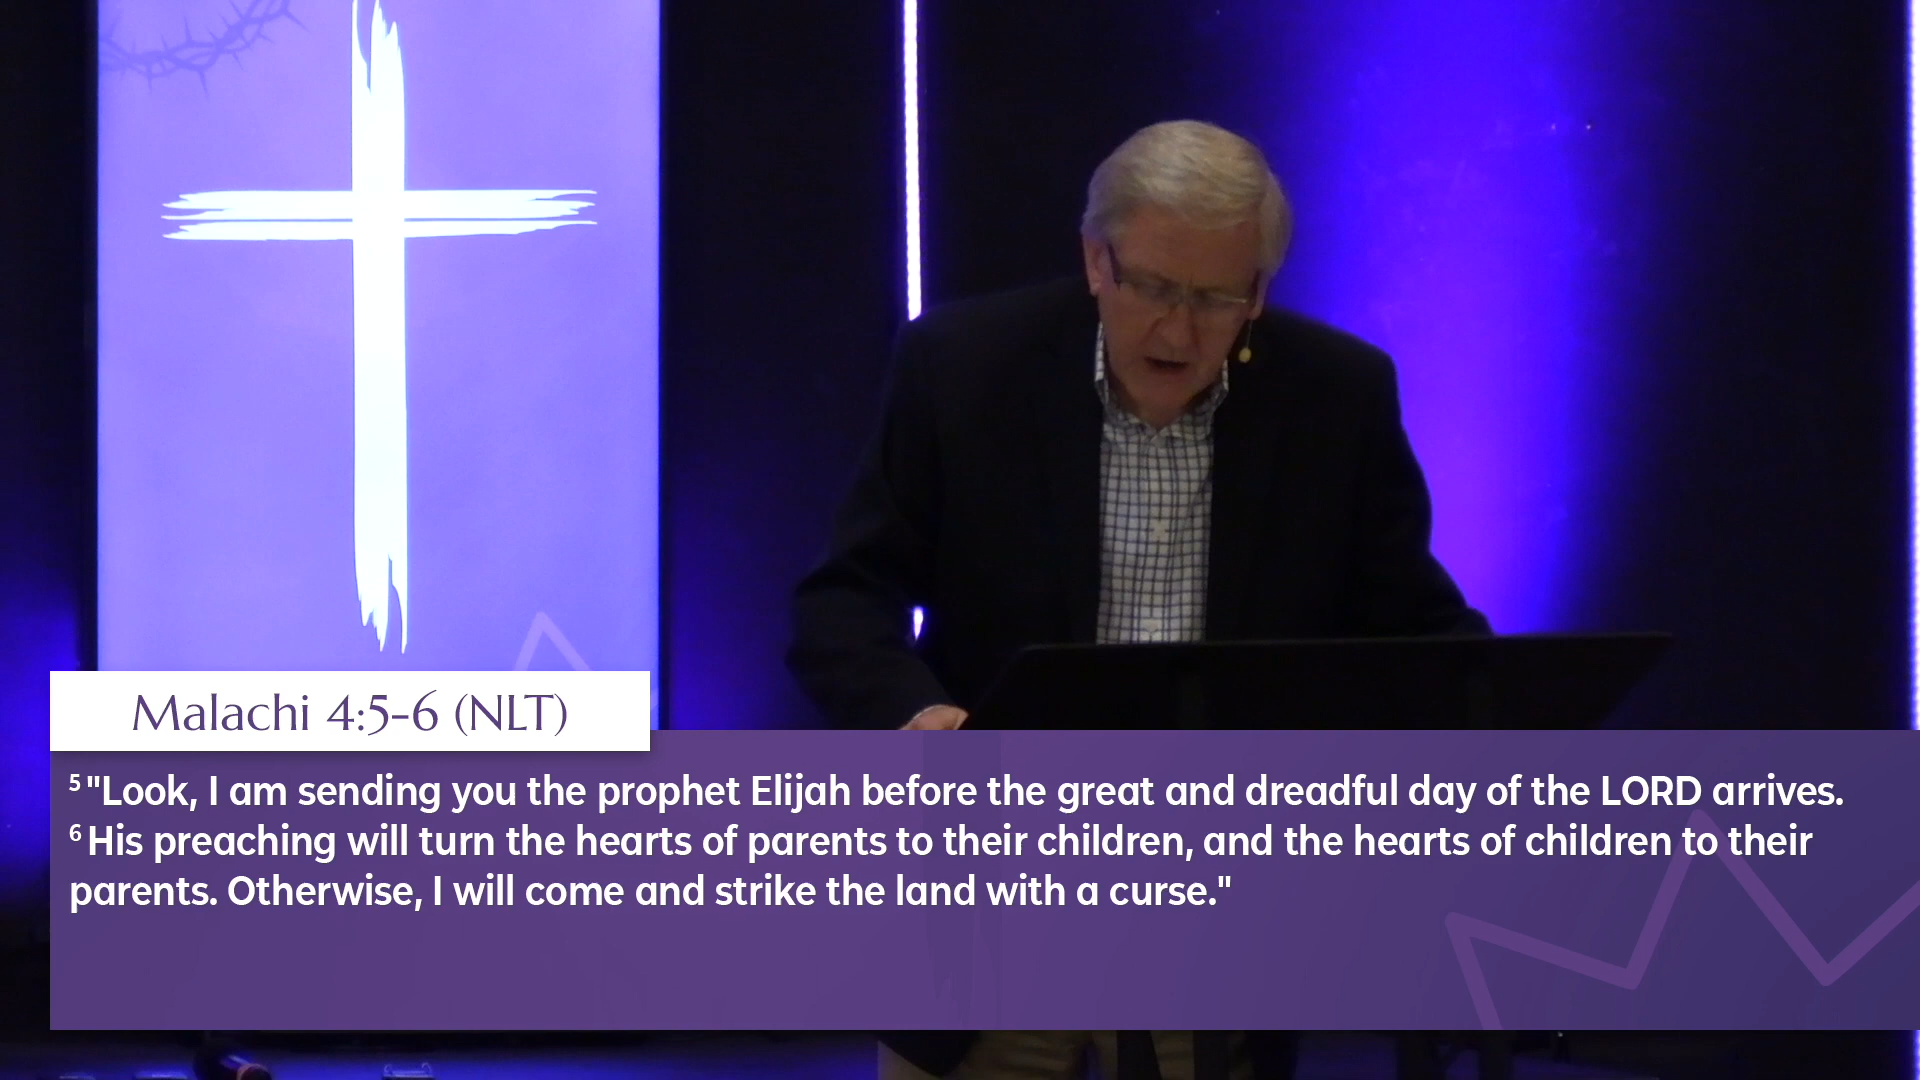 Malachi 4:5-6 (NLT)
5 "Look, I am sending you the prophet Elijah before the great and dreadful day of the LORD arrives.
6 His preaching will turn the hearts of parents to their children, and the hearts of children to their
parents. Otherwise, I will come and strike the land with a curse."